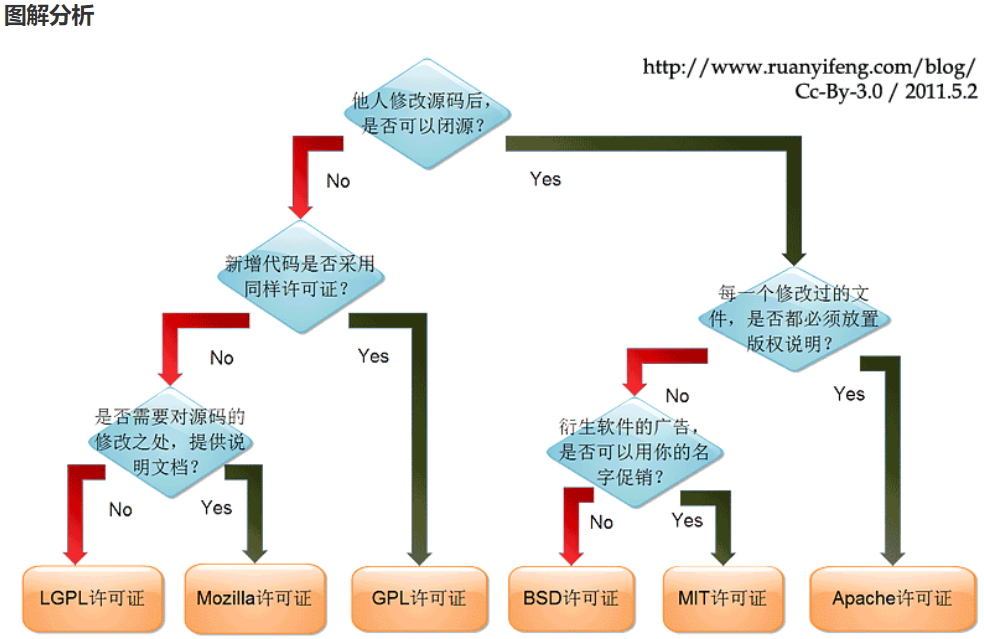 图解分析
http://www.ruanyifeng.com/blog/
Cc-By-3.0 / 2011.5.2
他人修改源码后，
是否可以闭源？
No
Yes
新增代码是否采用
同样许可证？
每一个修改过的文
件，是否都必须放置
版权说明？
No
Yes
No
Yes
是否需要对源码的
修改之处，提供说
明文档？
衍生软件的广告，
是否可以用你的名
字促销？
No
Yes
No
Yes
LGPL许可证
Mozilla许可证
GPL许可证
BSD许可证
MIT许可证
Apache许可证